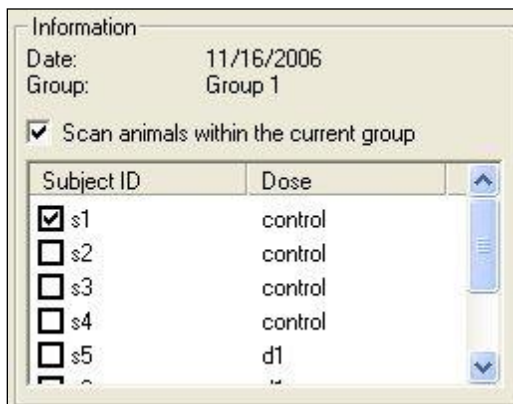 Information
Date: 11/16/2006
Group: Group 1
Scan animals within the current group
Subject ID Dose
s1 control
s2 control
s3 control
s4 control
s5 d1